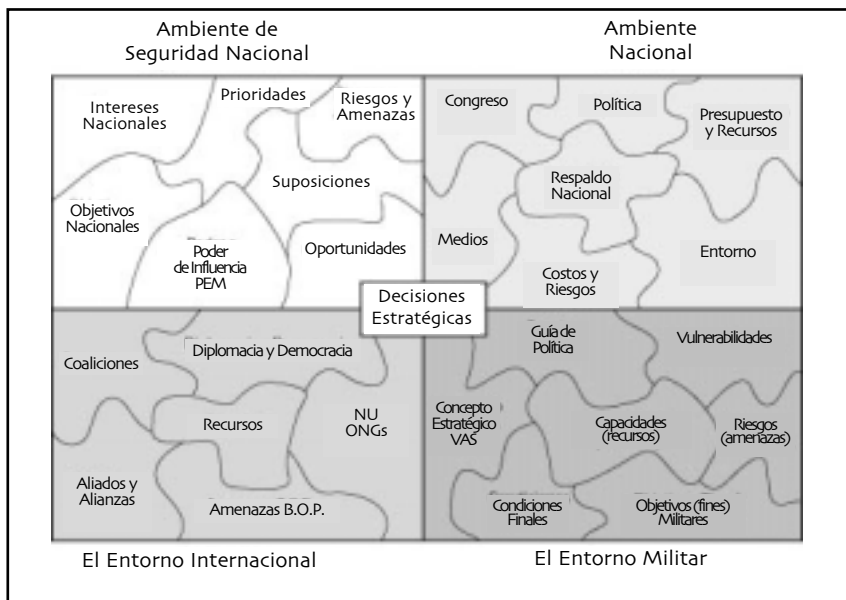 Ambiente de
Seguridad Nacional
Ambiente
Nacional
Intereses
Nacionales
Prioridades
Riesgos y
Amenazas
Suposiciones
Objetivos
Nacionales
Poder
de Influencia
PEM
Oportunidades
Congreso
Política
Presupuesto
y Recursos
Respaldo
Nacional
Medios
Costos y
Riesgos
Entorno
Decisiones
Estratégicas
Coaliciones
Diplomacia y Democracia
Recursos
NU
ONGs
Aliados y
Alianzas
Amenazas B.O.P.
Guía de
Política
Vulnerabilidades
Concepto
Estratégico
VAS
Capacidades
(recursos)
Riesgos
(amenazas)
Condiciones
Finales
Objetivos (fines)
Militares
El Entorno Internacional
El Entorno Militar